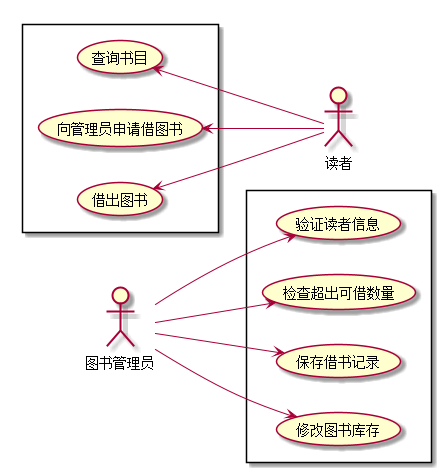 查询书目
向管理员申请借图书
借出图书
读者
验证读者信息
检查超出可借数量
保存借书记录
修改图书库存
图书管理员